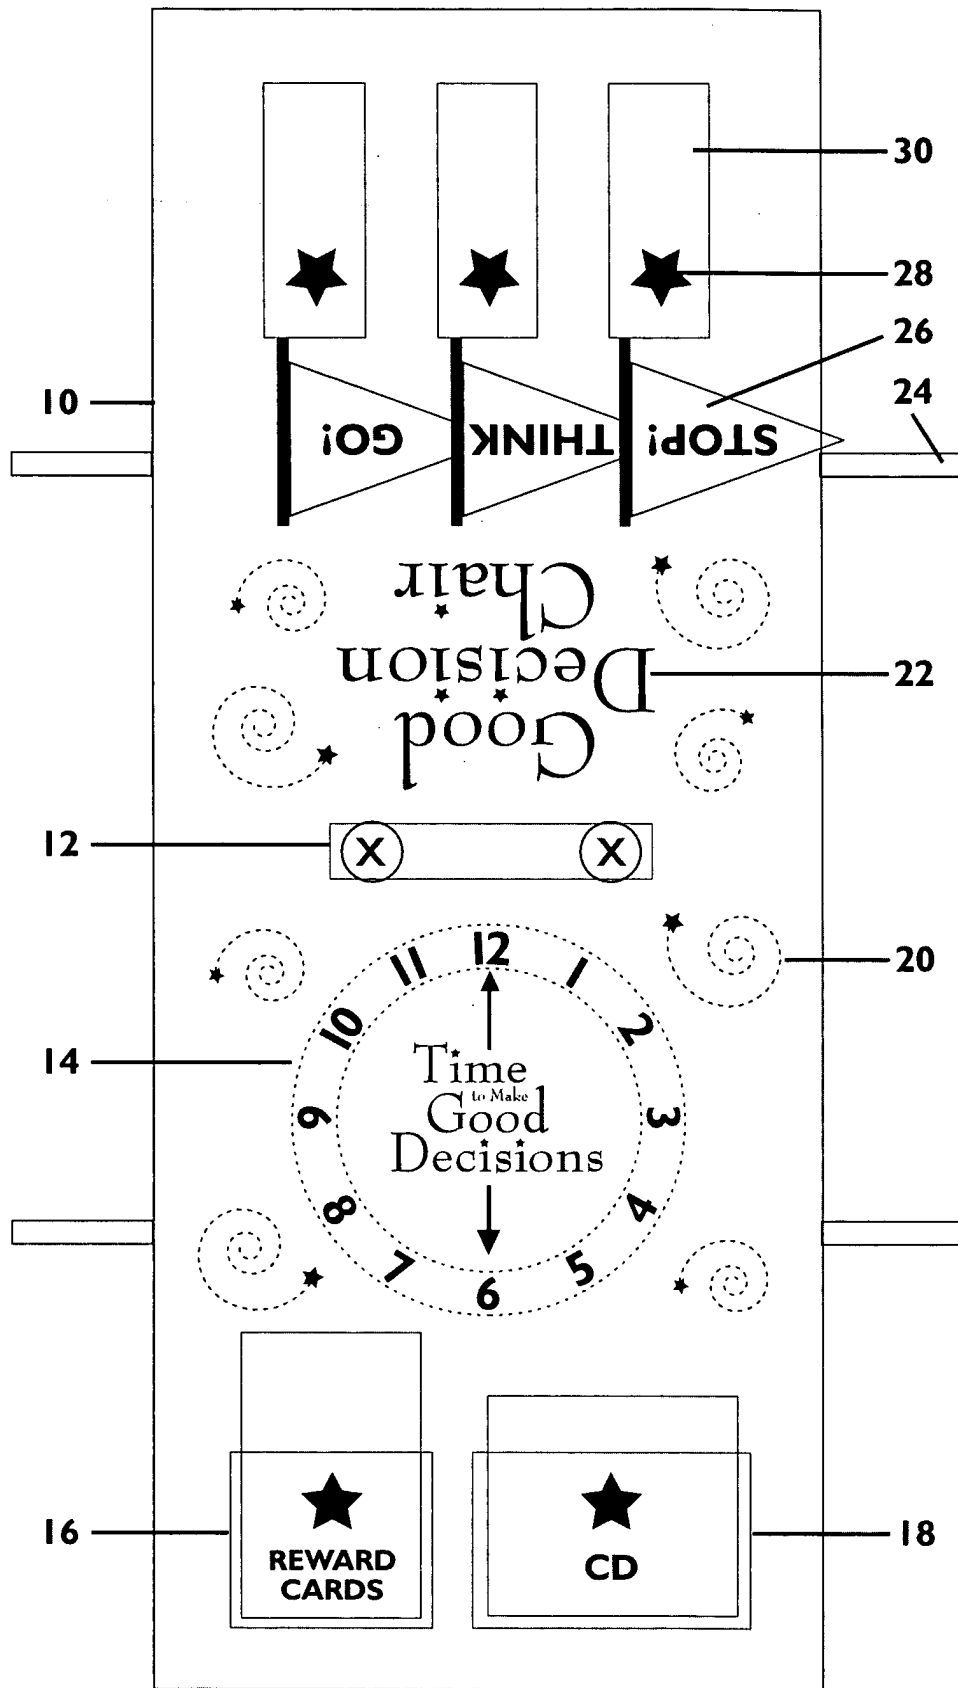 30
28
26
24
10
GO!
THINK
STOP!
Good
Decision
Chair
22
12
X
X
20
14
12
1
2
3
4
5
6
7
8
9
10
11
Time
to Make
Good
Decisions
16
REWARD
CARDS
CD
18